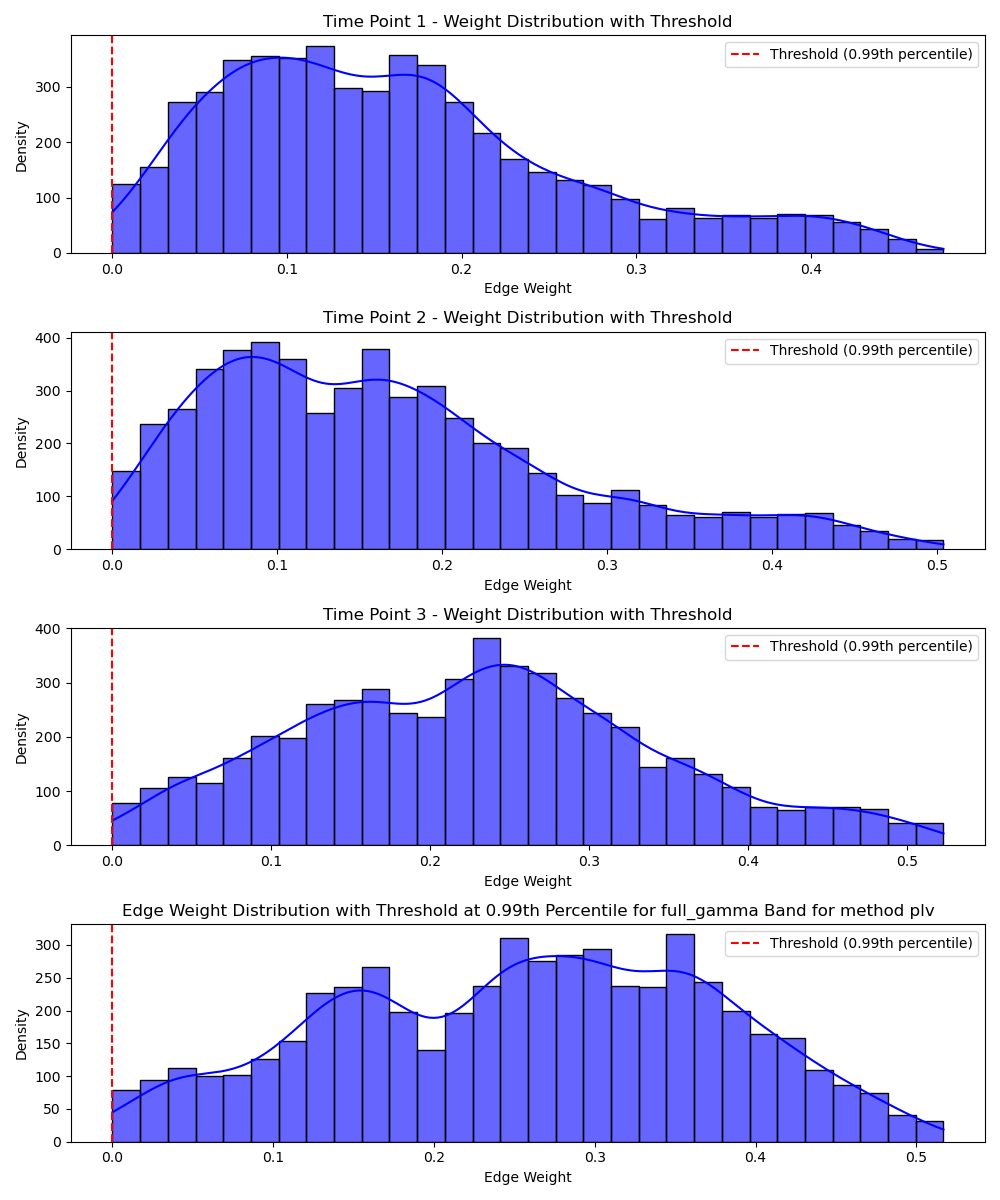 Time Point 1 - Weight Distribution with Threshold
Threshold (0.99th percentile)
Density
300
200
100
0
0.0 0.1 0.2 0.3 0.4
Edge Weight
Time Point 2 - Weight Distribution with Threshold
Threshold (0.99th percentile)
Density
400
300
200
100
0
0.0 0.1 0.2 0.3 0.4 0.5
Edge Weight
Time Point 3 - Weight Distribution with Threshold
Threshold (0.99th percentile)
Density
400
300
200
100
0
0.0 0.1 0.2 0.3 0.4 0.5
Edge Weight
Edge Weight Distribution with Threshold at 0.99th Percentile for full_gamma Band for method plv
Threshold (0.99th percentile)
Density
300
250
200
150
100
50
0
0.0 0.1 0.2 0.3 0.4 0.5
Edge Weight